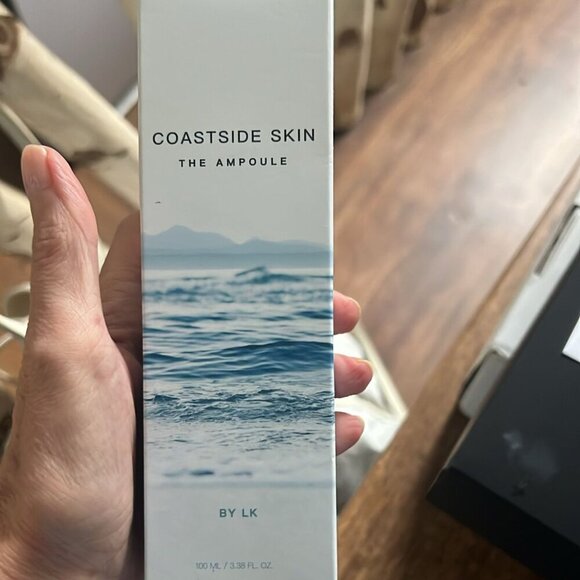 COASTSIDE SKIN
THE AMPOULE
BY LK
100 ML / 3.38 FL. OZ.